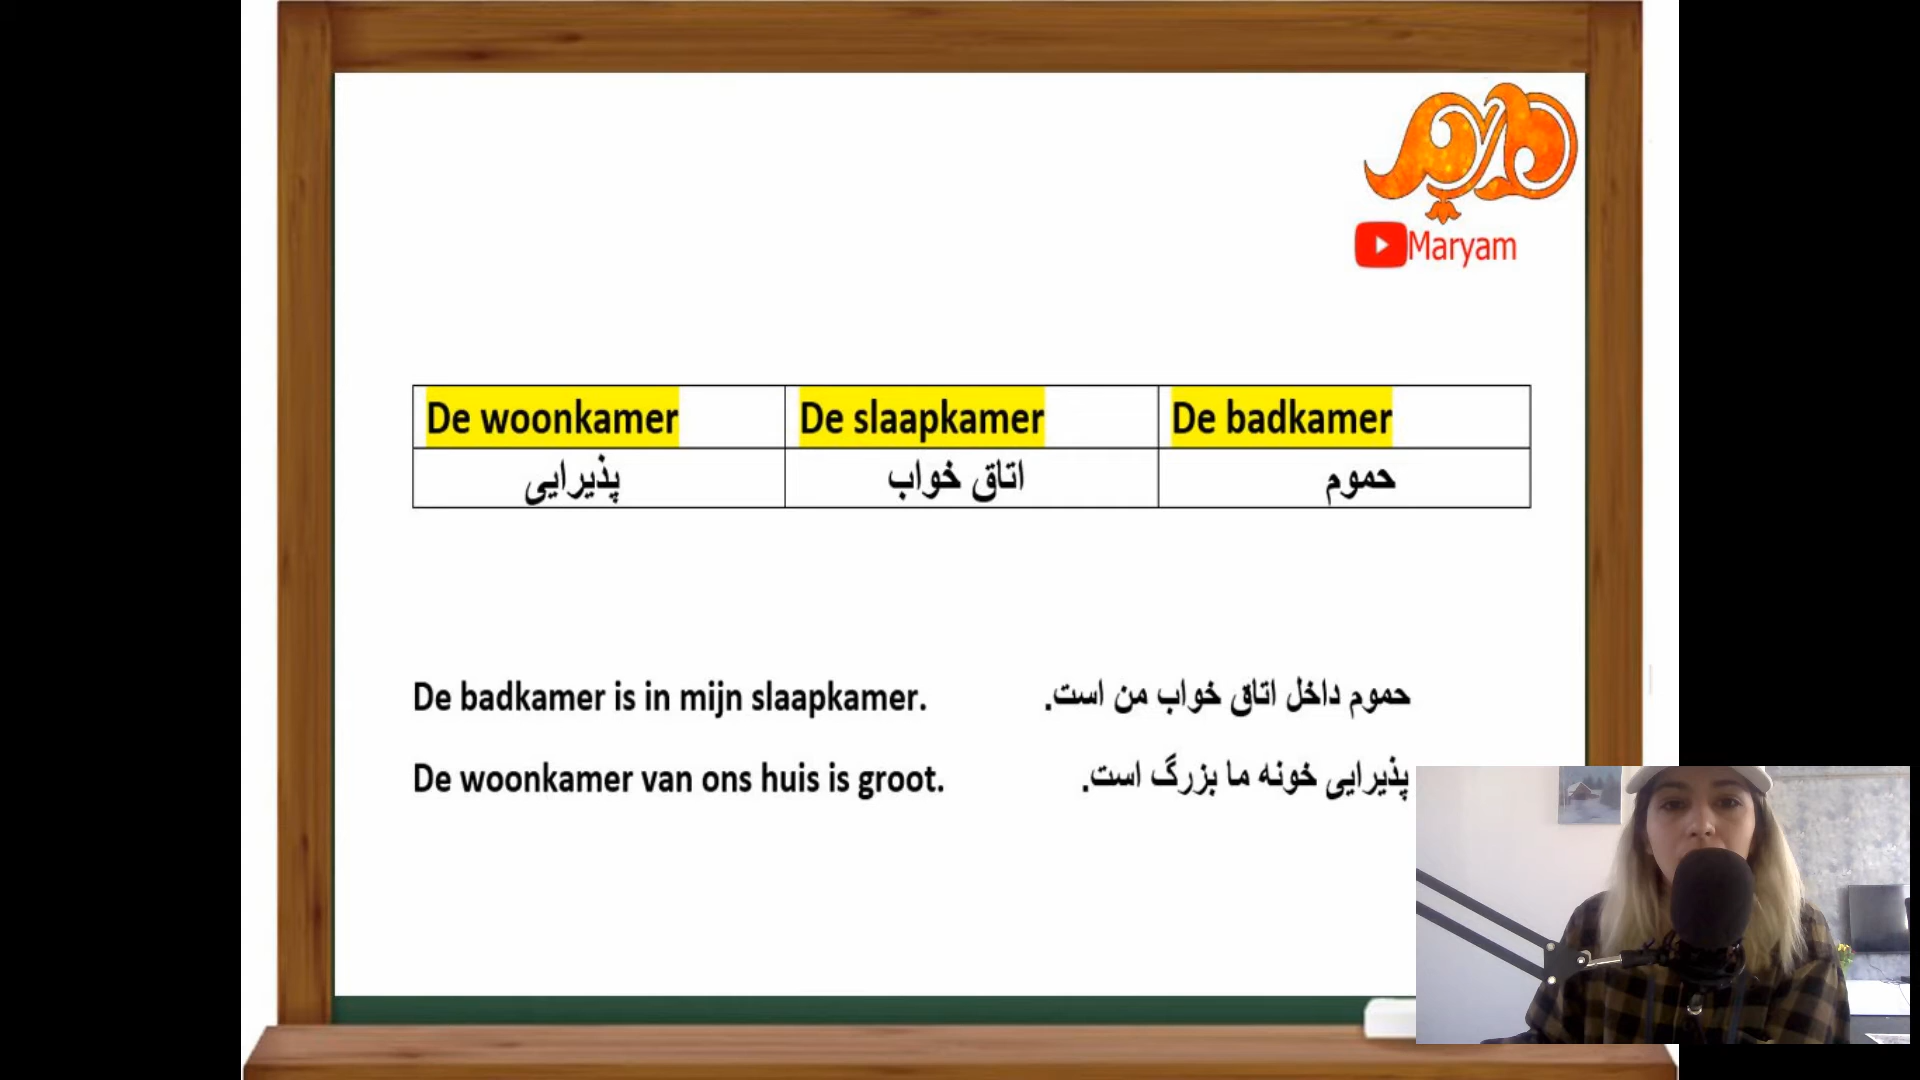 مریم
Maryam
De woonkamer De slaapkamer De badkamer
پذیرایی اتاق خواب حموم
De badkamer is in mijn slaapkamer. حموم داخل اتاق خواب من است.
De woonkamer van ons huis is groot. پذیرایی خونه ما بزرگ است.